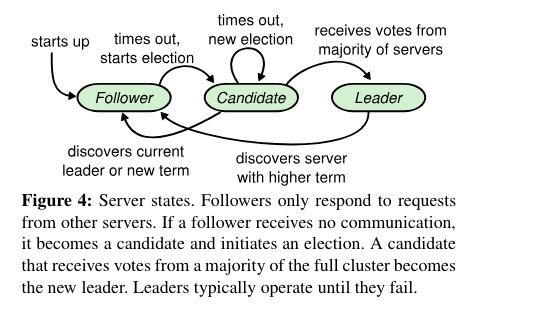 starts up
times out,
starts election
times out,
new election
receives votes from
majority of servers
Follower
Candidate
Leader
discovers current
leader or new term
discovers server
with higher term
Figure 4: Server states. Followers only respond to requests
from other servers. If a follower receives no communication,
it becomes a candidate and initiates an election. A candidate
that receives votes from a majority of the full cluster becomes
the new leader. Leaders typically operate until they fail.